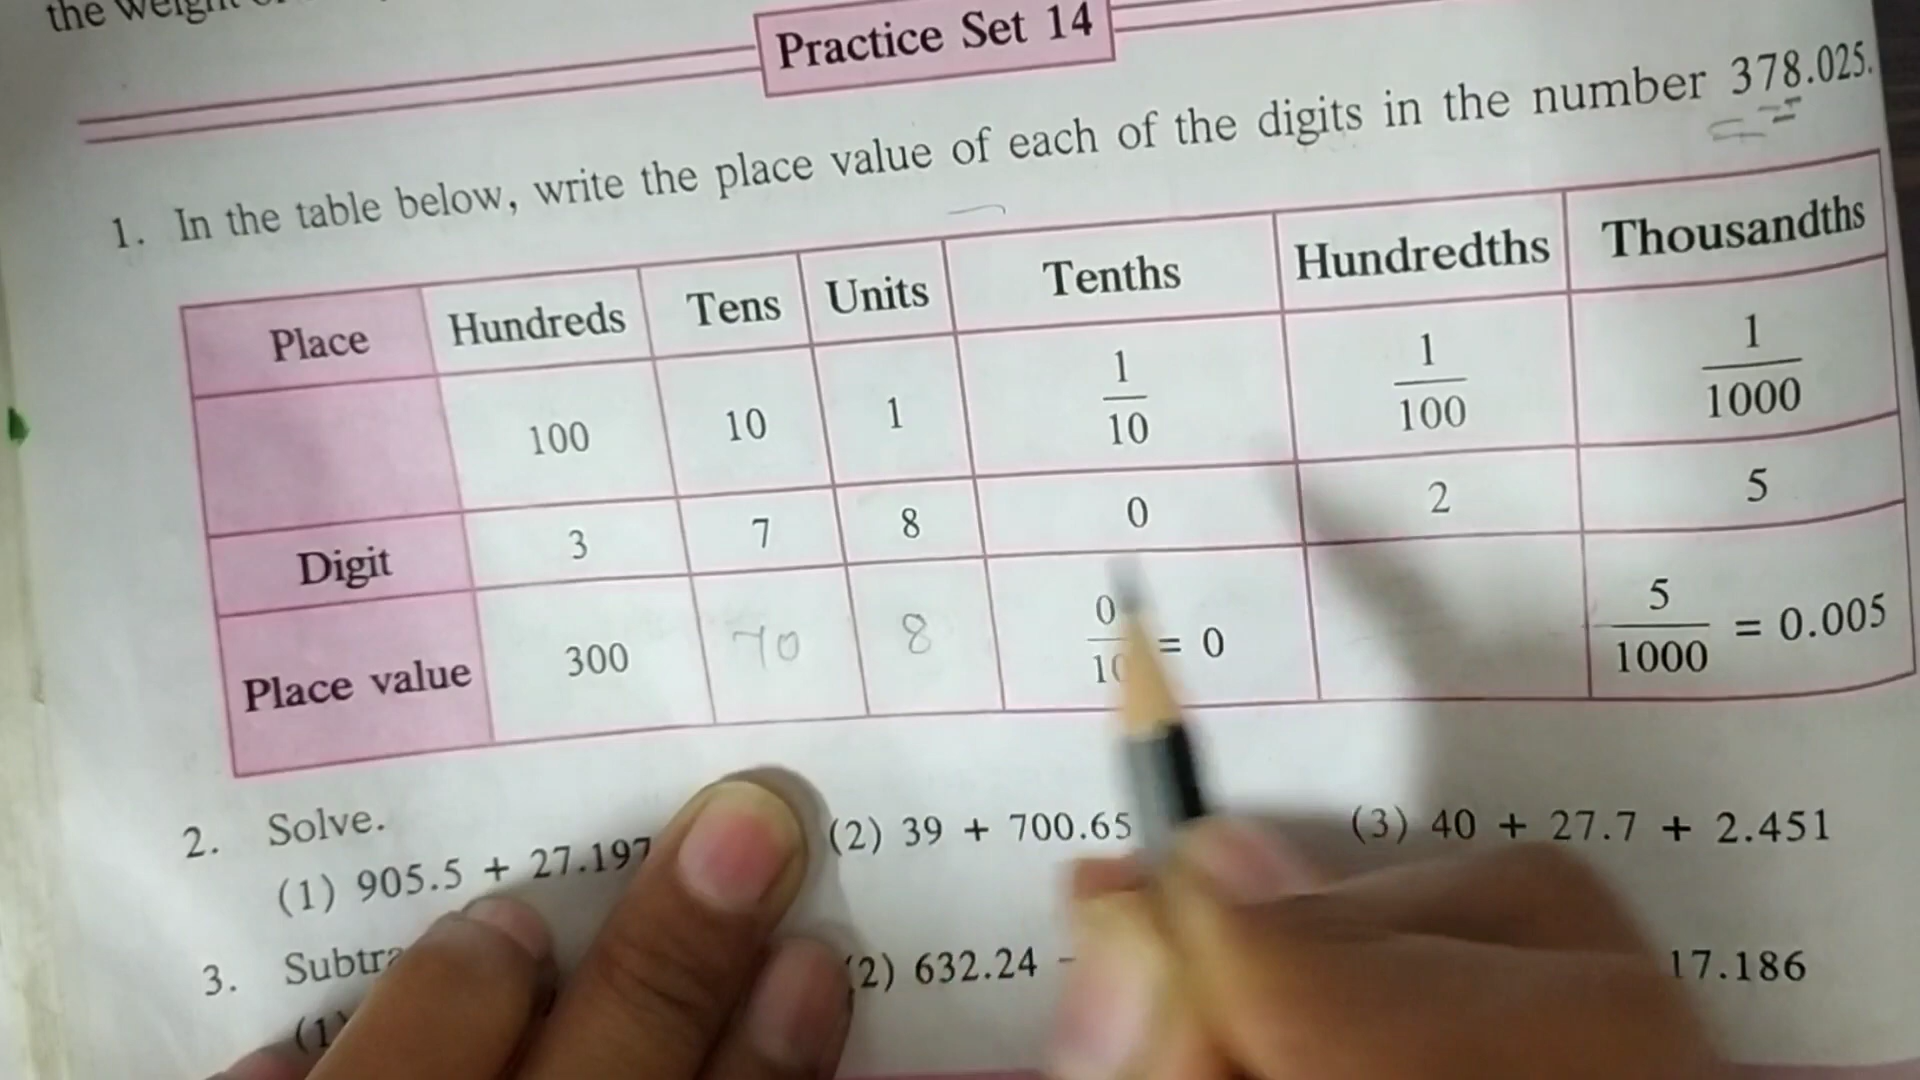 the
Practice Set 14
1. In the table below, write the place value of each of the digits in the number 378.025.
Place Hundreds Tens Units Tenths Hundredths Thousandths
100 10 1 1/10 1/100 1/1000
Digit 3 7 8 0 2 5
Place value 300 70 8 0/10 = 0 5/1000 = 0.005
2. Solve.
(1) 905.5 + 27.197 (2) 39 + 700.65 (3) 40 + 27.7 + 2.451
3.
(1) (2) 632.24 - 17.186